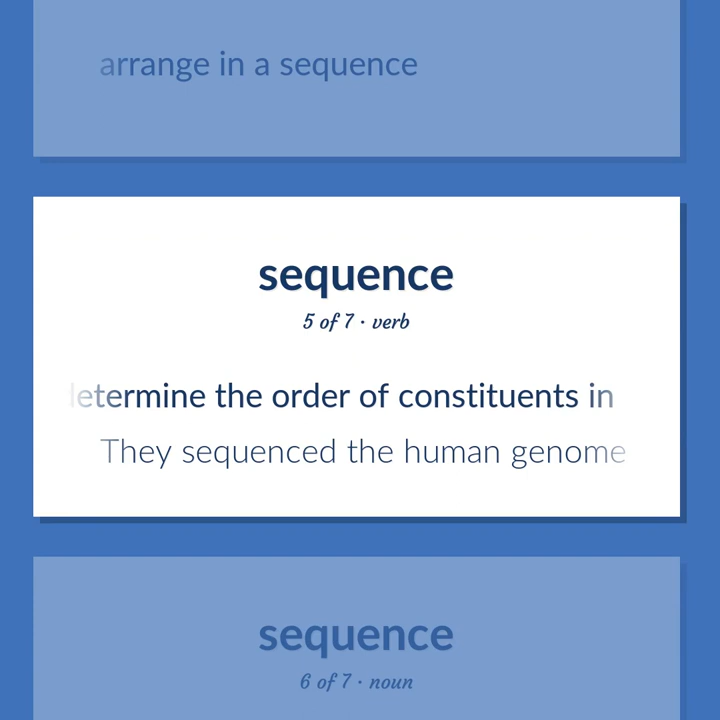 arrange in a sequence
sequence
5 of 7 · verb
determine the order of constituents in
They sequenced the human genome
sequence
6 of 7 · noun